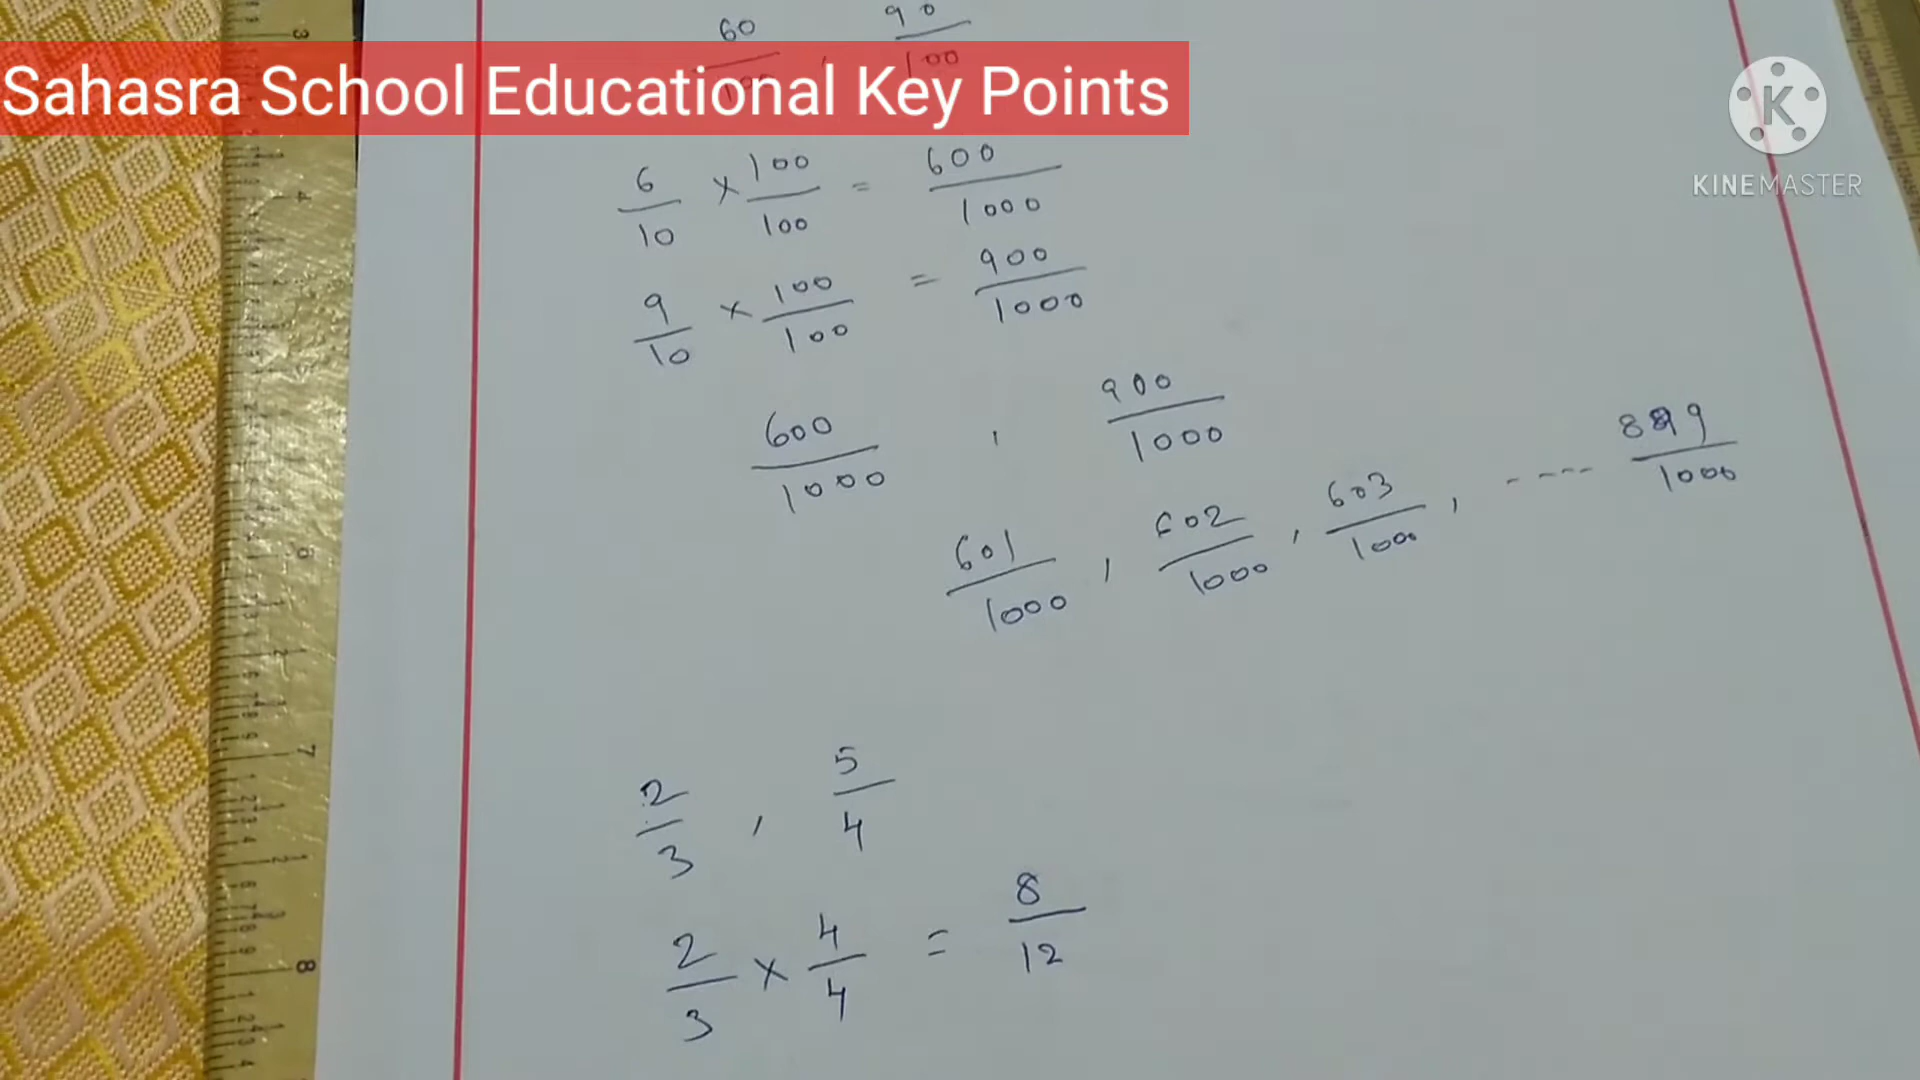 60/100 , 90/100
Sahasra School Educational Key Points
KINEMASTER
6/10 × 100/100 = 600/1000
9/10 × 100/100 = 900/1000
600/1000 , 900/1000
601/1000 , 602/1000 , 603/1000 , ---- 899/1000
2/3 , 5/4
2/3 × 4/4 = 8/12